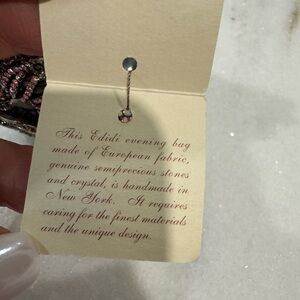 This Edidi evening bag
made of European fabric,
genuine semiprecious stones
and crystal, is handmade in
New York. It requires
caring for the finest materials
and the unique design.